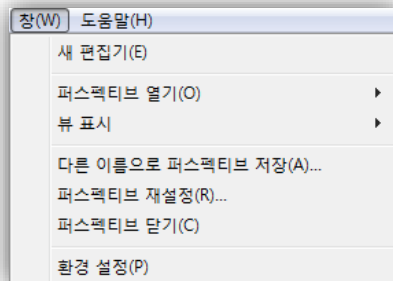 창(W) 도움말(H)
새 편집기(E)
퍼스펙티브 열기(O)
뷰 표시
다른 이름으로 퍼스펙티브 저장(A)...
퍼스펙티브 재설정(R)...
퍼스펙티브 닫기(C)
환경 설정(P)